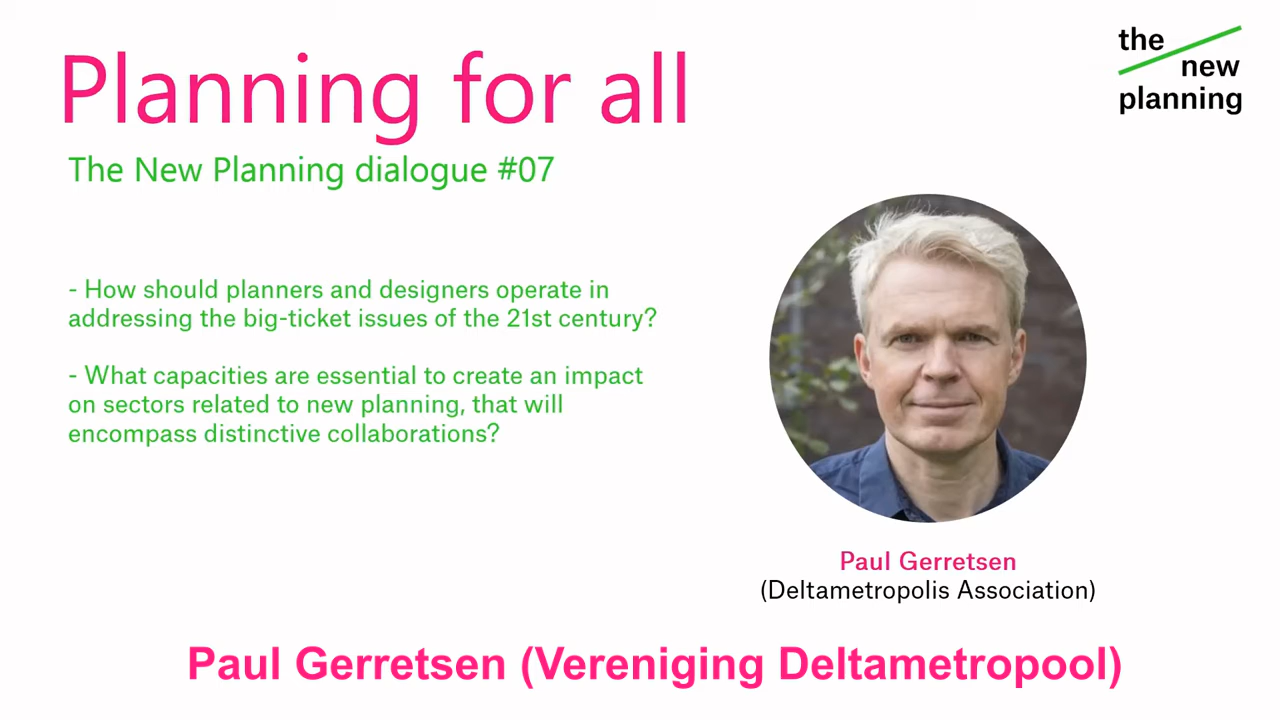 Planning for all
The New Planning dialogue #07
the
new
planning
- How should planners and designers operate in
addressing the big-ticket issues of the 21st century?
- What capacities are essential to create an impact
on sectors related to new planning, that will
encompass distinctive collaborations?
Paul Gerretsen
(Deltametropolis Association)
Paul Gerretsen (Vereniging Deltametropool)